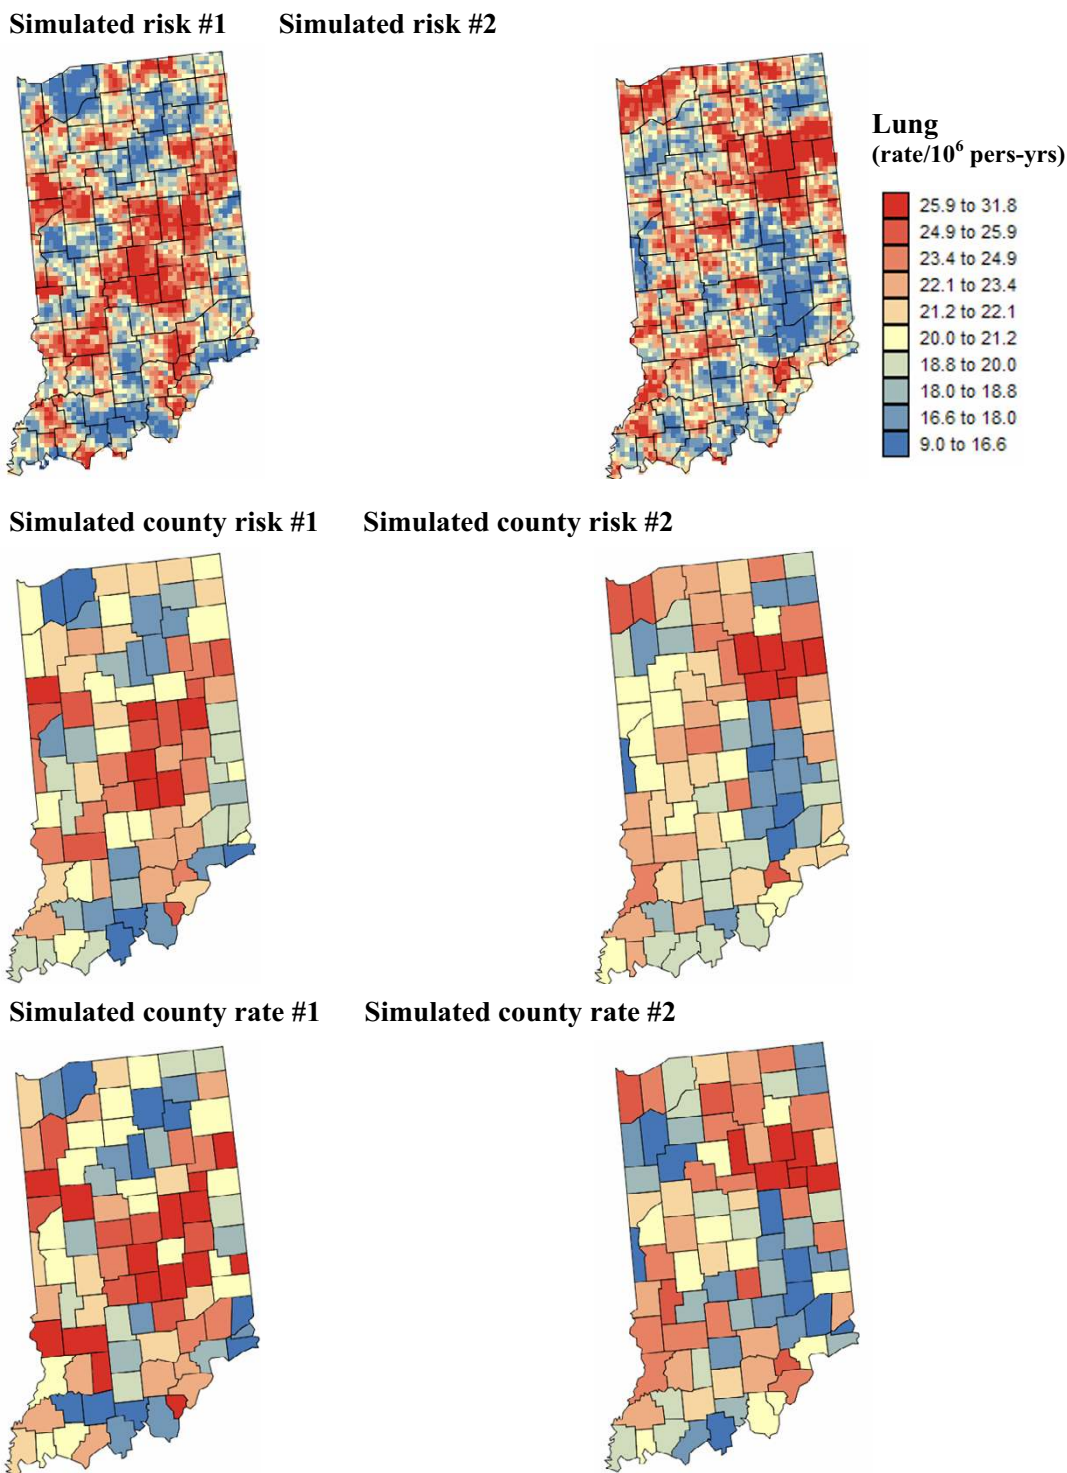 Simulated risk #1 Simulated risk #2
Lung
(rate/10⁶ pers-yrs)
25.9 to 31.8
24.9 to 25.9
23.4 to 24.9
22.1 to 23.4
21.2 to 22.1
20.0 to 21.2
18.8 to 20.0
18.0 to 18.8
16.6 to 18.0
9.0 to 16.6
Simulated county risk #1 Simulated county risk #2
Simulated county rate #1 Simulated county rate #2